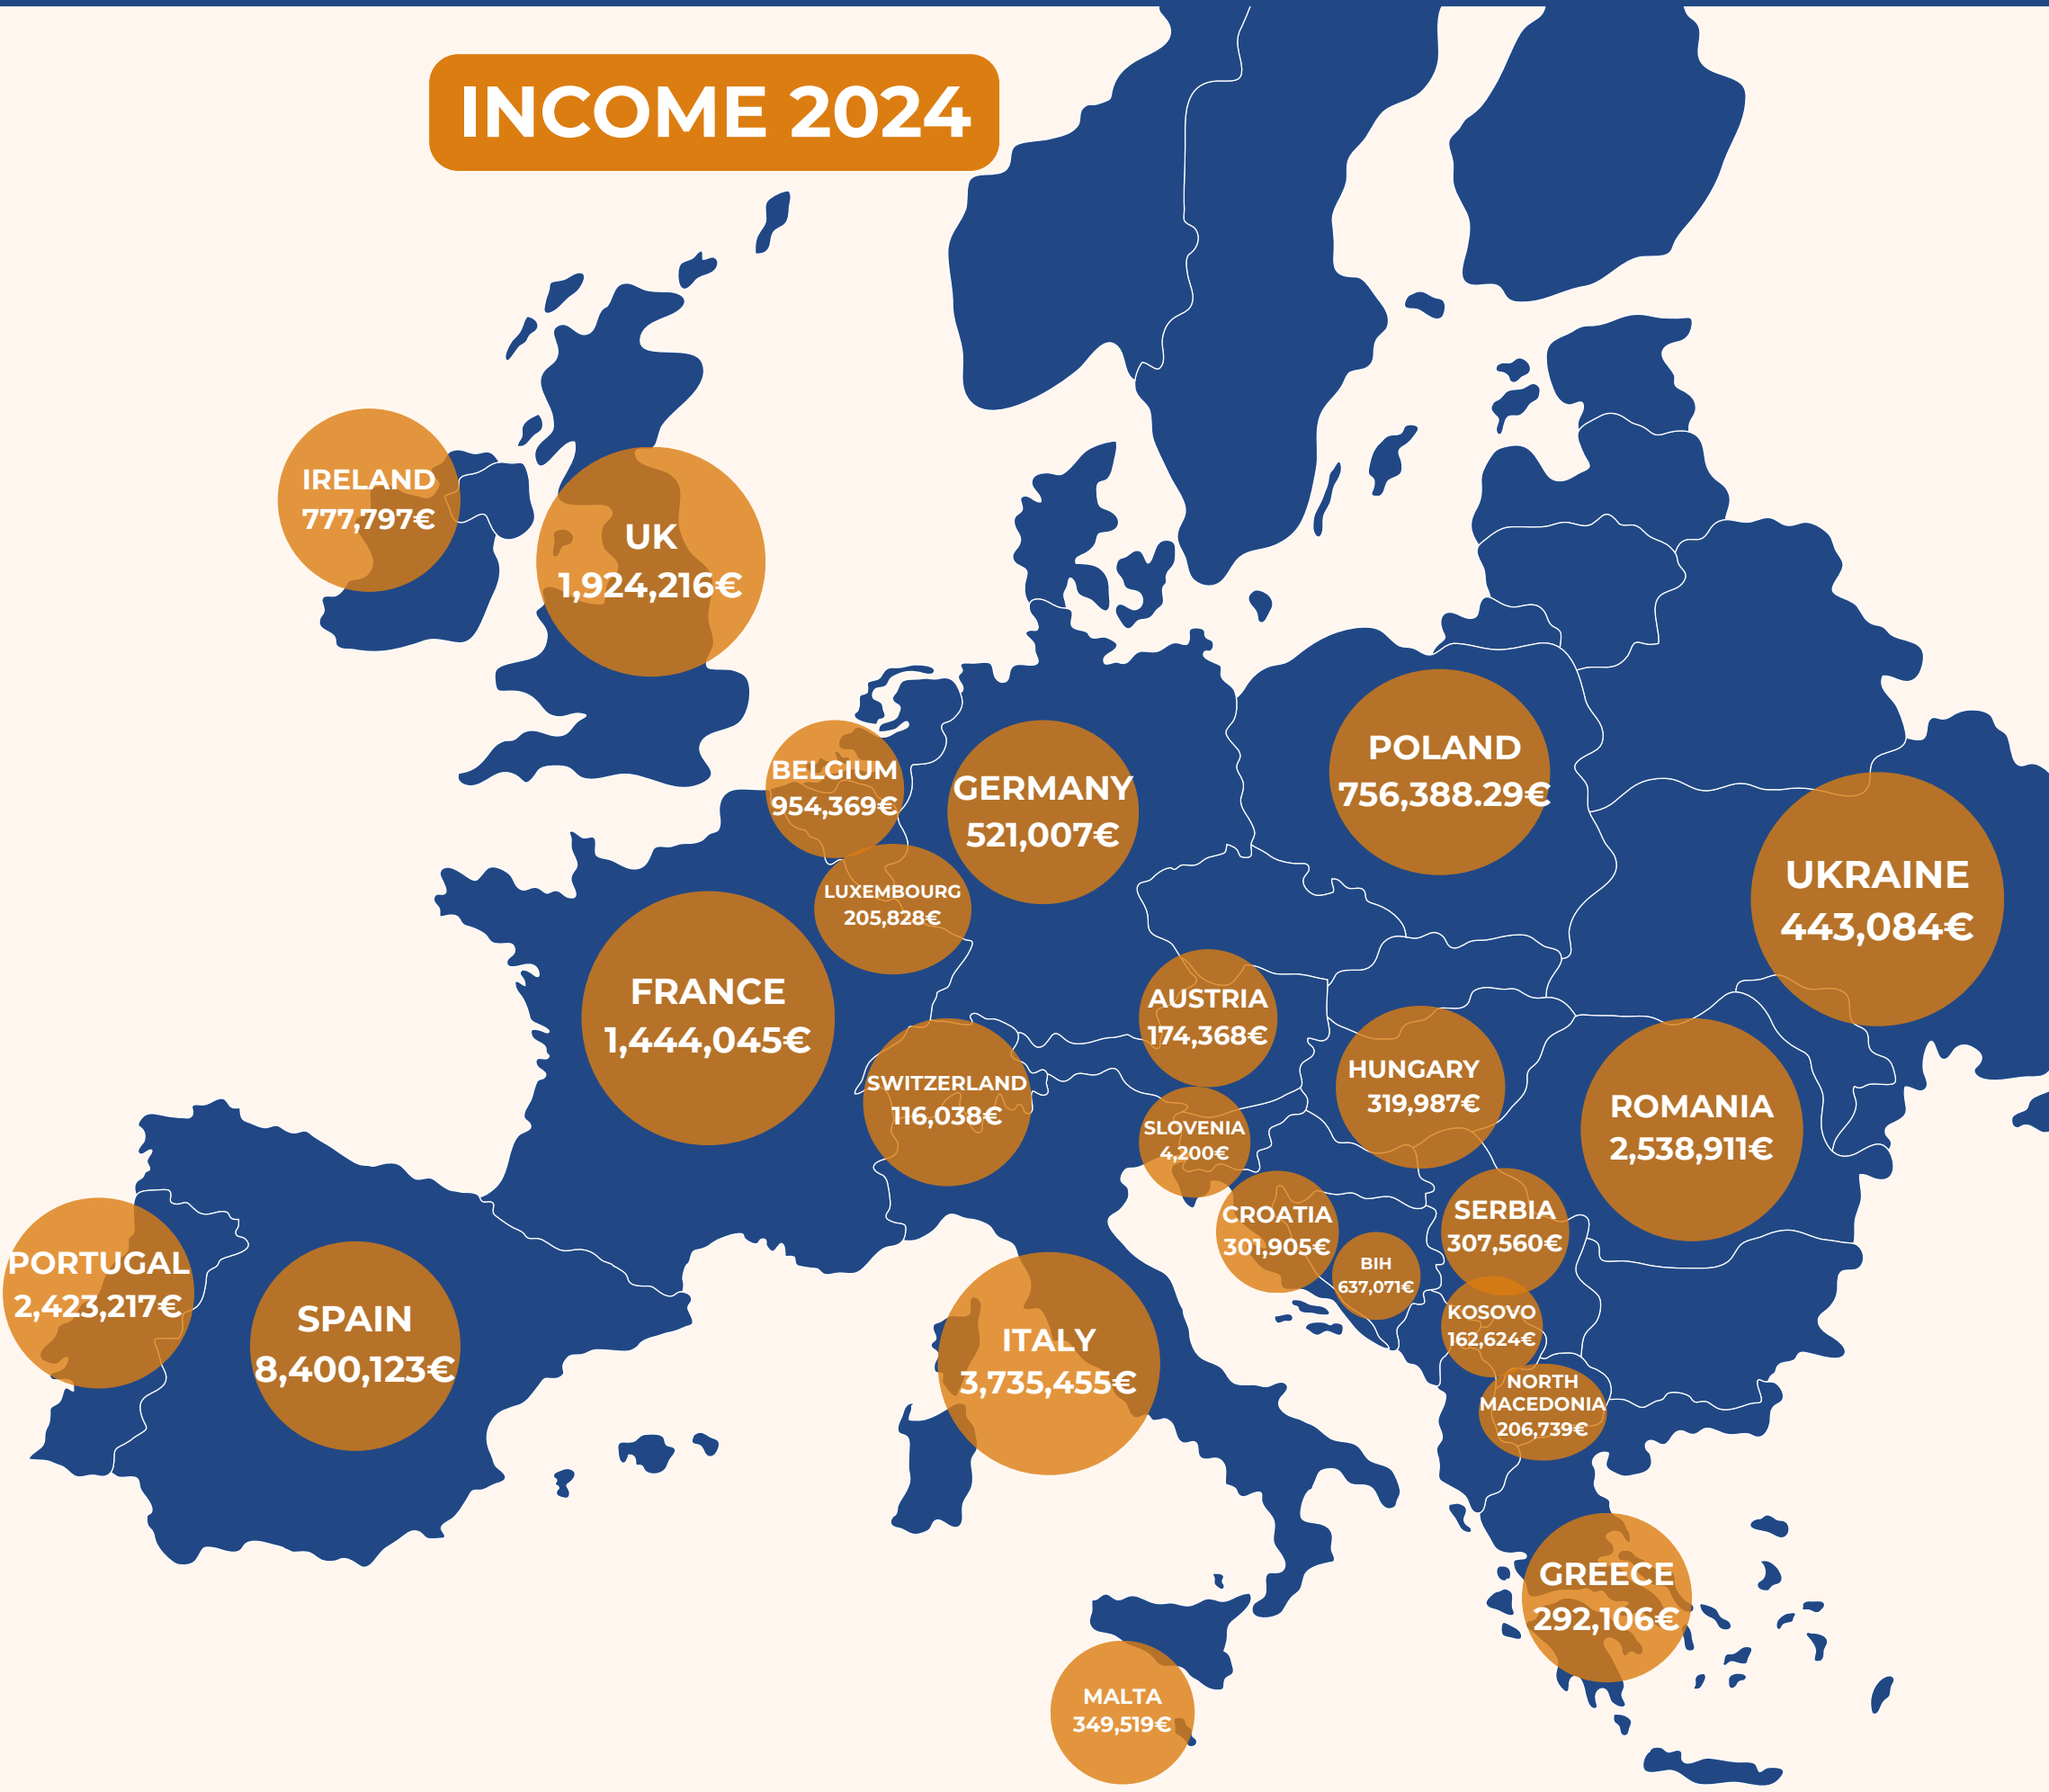 INCOME 2024
IRELAND
777,797€
UK
1,924,216€
BELGIUM
954,369€
GERMANY
521,007€
POLAND
756,388.29€
UKRAINE
443,084€
LUXEMBOURG
205,828€
FRANCE
1,444,045€
AUSTRIA
174,368€
SWITZERLAND
116,038€
HUNGARY
319,987€
ROMANIA
2,538,911€
SLOVENIA
4,200€
CROATIA
301,905€
SERBIA
307,560€
BIH
637,071€
PORTUGAL
2,423,217€
SPAIN
8,400,123€
ITALY
3,735,455€
KOSOVO
162,624€
NORTH
MACEDONIA
206,739€
GREECE
292,106€
MALTA
349,519€